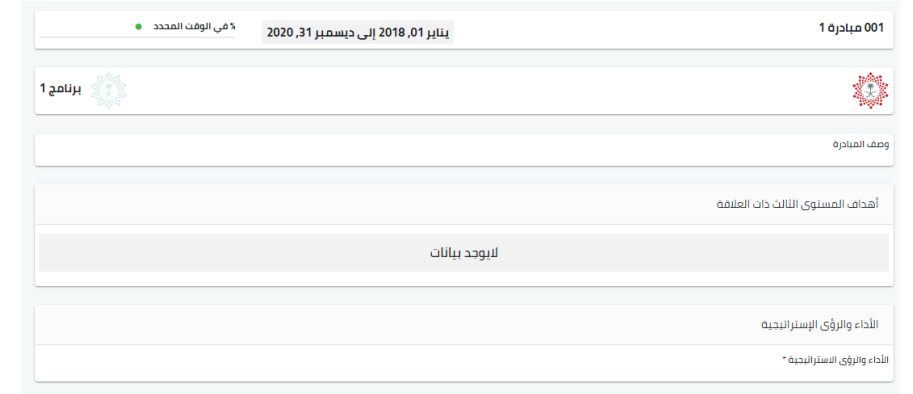 001 مبادرة 1
يناير 01, 2018 إلى ديسمبر 31, 2020
% في الوقت المحدد
برنامج 1
وصف المبادرة
أهداف المستوى الثالث ذات العلاقة
لايوجد بيانات
الأداء والرؤى الإستراتيجية
الأداء والرؤى الاستراتيجية *